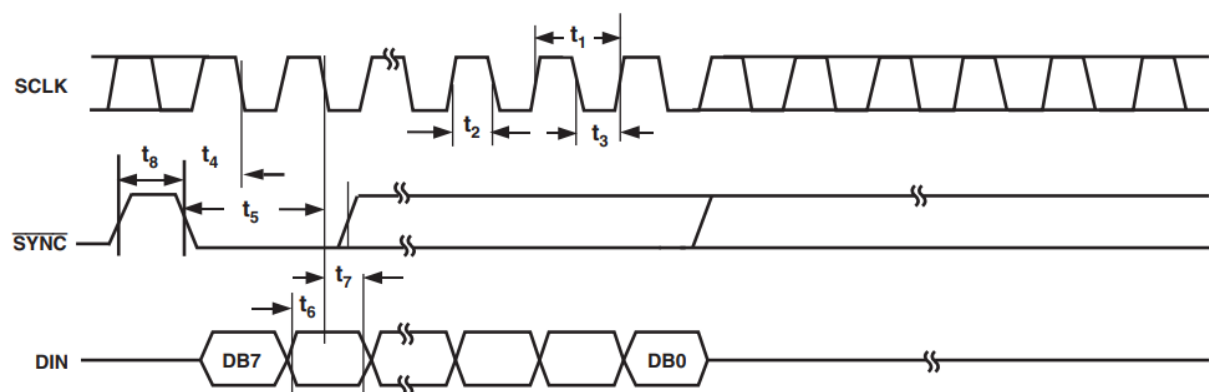 t₁
SCLK
t₂ t₃
t₈ t₄
t₅
SYNC
t₇
t₆
DIN DB7 DB0